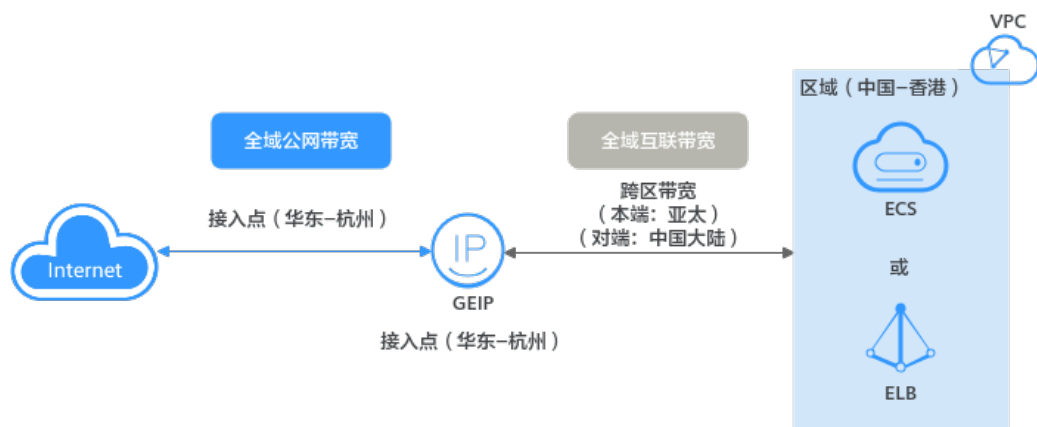 VPC
区域（中国–香港）
全域公网带宽
全域互联带宽
跨区带宽
（本端：亚太）
（对端：中国大陆）
接入点（华东–杭州）
ECS
Internet
IP
或
GEIP
接入点（华东–杭州）
ELB